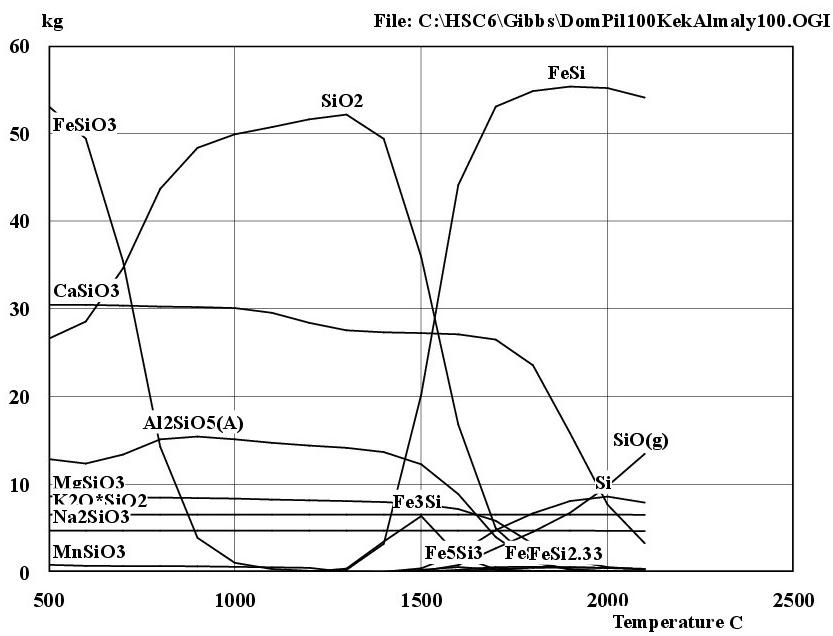 kg
File: C:\HSC6\Gibbs\DomPil100KekAlmaly100.OGI
60
FeSi
SiO2
FeSiO3
50
40
CaSiO3
30
20
Al2SiO5(A)
SiO(g)
MgSiO3
Si
10
K2O*SiO2
Fe3Si
Na2SiO3
MnSiO3
Fe5Si3
FeSi2.33
0
500
1000
1500
2000
2500
Temperature C